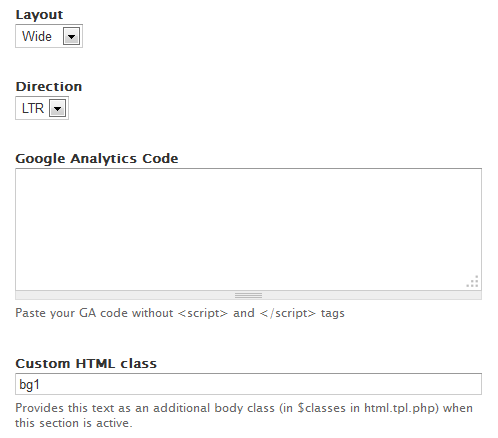 Layout
Wide
Direction
LTR
Google Analytics Code
Paste your GA code without <script> and </script> tags
Custom HTML class
bg1
Provides this text as an additional body class (in $classes in html.tpl.php) when
this section is active.